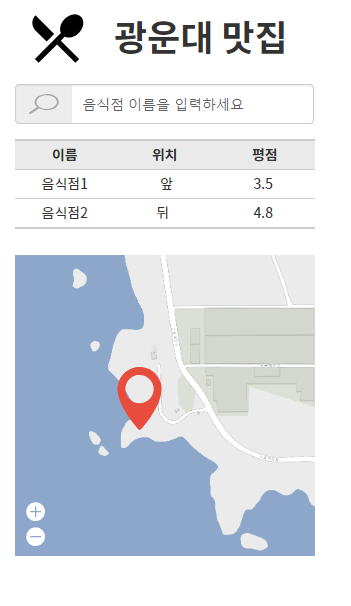 광운대 맛집
음식점 이름을 입력하세요
이름 위치 평점
음식점1 앞 3.5
음식점2 뒤 4.8